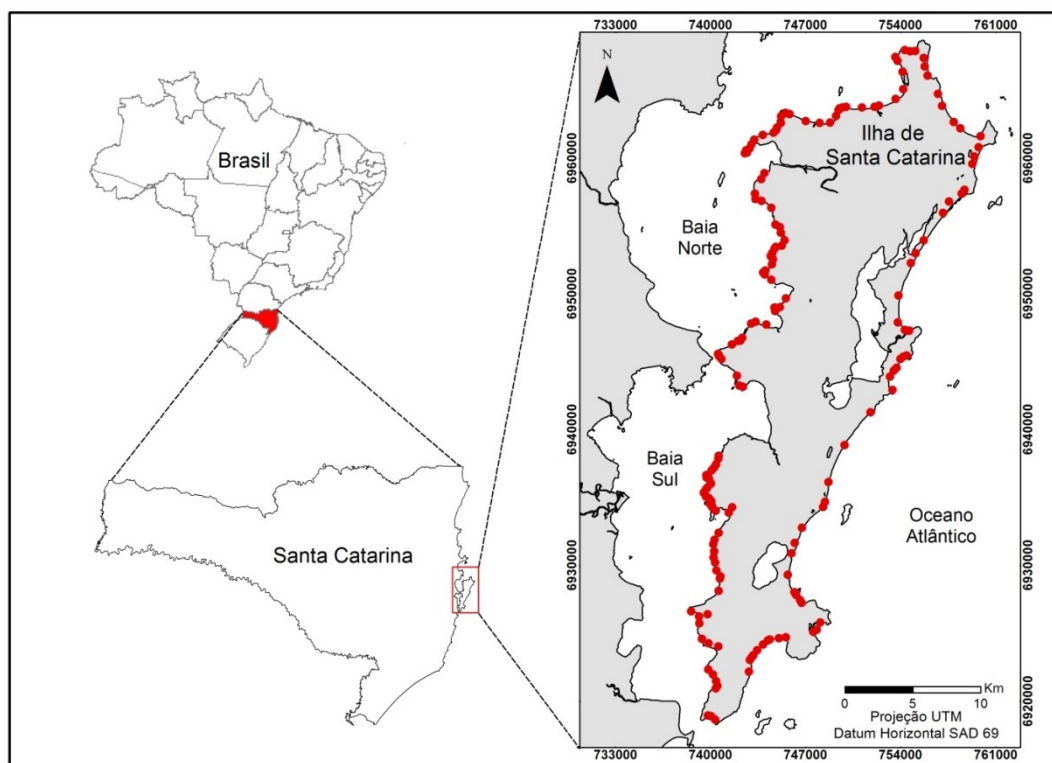 733000 740000 747000 754000 761000
N
Brasil
Ilha de
Santa Catarina
6960000
6960000
Baia
Norte
6950000
6950000
6940000
6940000
Baia
Sul
Oceano
Atlântico
Santa Catarina
6930000
6930000
Km
0 5 10
Projeção UTM
Datum Horizontal SAD 69
6920000
6920000
733000 740000 747000 754000 761000